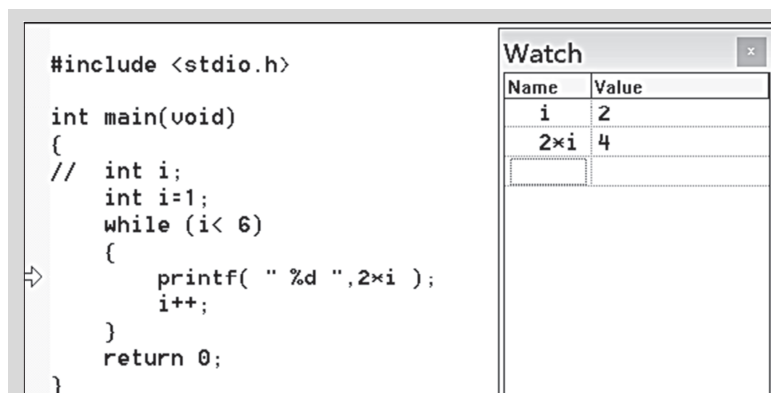 #include <stdio.h>
int main(void)
{
//  int i;
    int i=1;
    while (i< 6)
    {
        printf( " %d ",2*i );
        i++;
    }
    return 0;
}
Watch x
Name Value
i 2
2*i 4